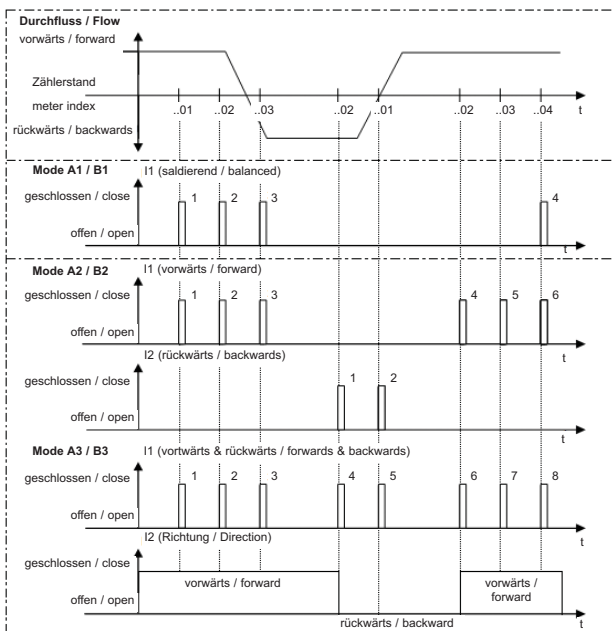 Durchfluss / Flow
vorwärts / forward
Zählerstand
meter index
..01 ..02 ..03 ..02 ..01 ..02 ..03 ..04 t
rückwärts / backwards
Mode A1 / B1 I1 (saldierend / balanced)
geschlossen / close 1 2 3 4
offen / open
t
Mode A2 / B2 I1 (vorwärts / forward)
geschlossen / close 1 2 3 4 5 6
offen / open
t
I2 (rückwärts / backwards)
geschlossen / close 1 2
offen / open
t
Mode A3 / B3 I1 (vortwärts & rückwärts / forwards & backwards)
geschlossen / close 1 2 3 4 5 6 7 8
offen / open
t
I2 (Richtung / Direction)
geschlossen / close
vorwärts / forward vorwärts /
forward
offen / open
rückwärts / backward t